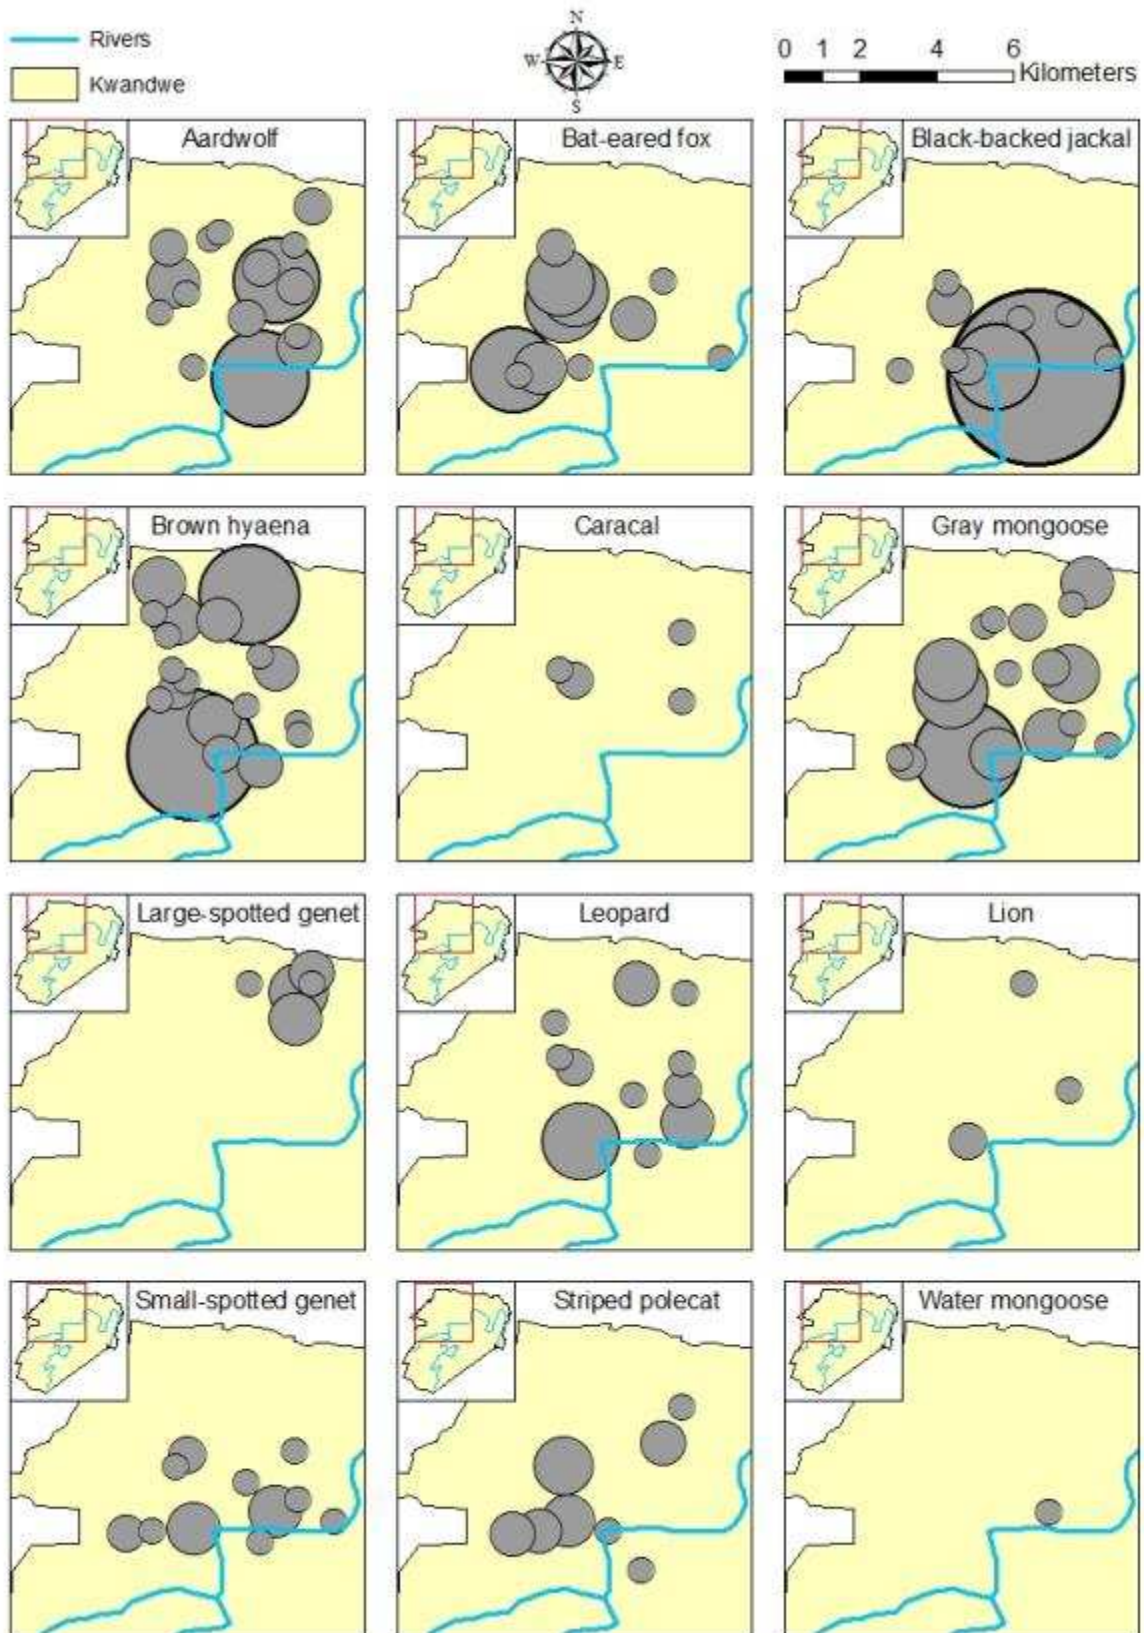 Rivers
Kwandwe
N
W E
S
0 1 2 4 6
Kilometers
Aardwolf
Bat-eared fox
Black-backed jackal
Brown hyaena
Caracal
Gray mongoose
Large-spotted genet
Leopard
Lion
Small-spotted genet
Striped polecat
Water mongoose